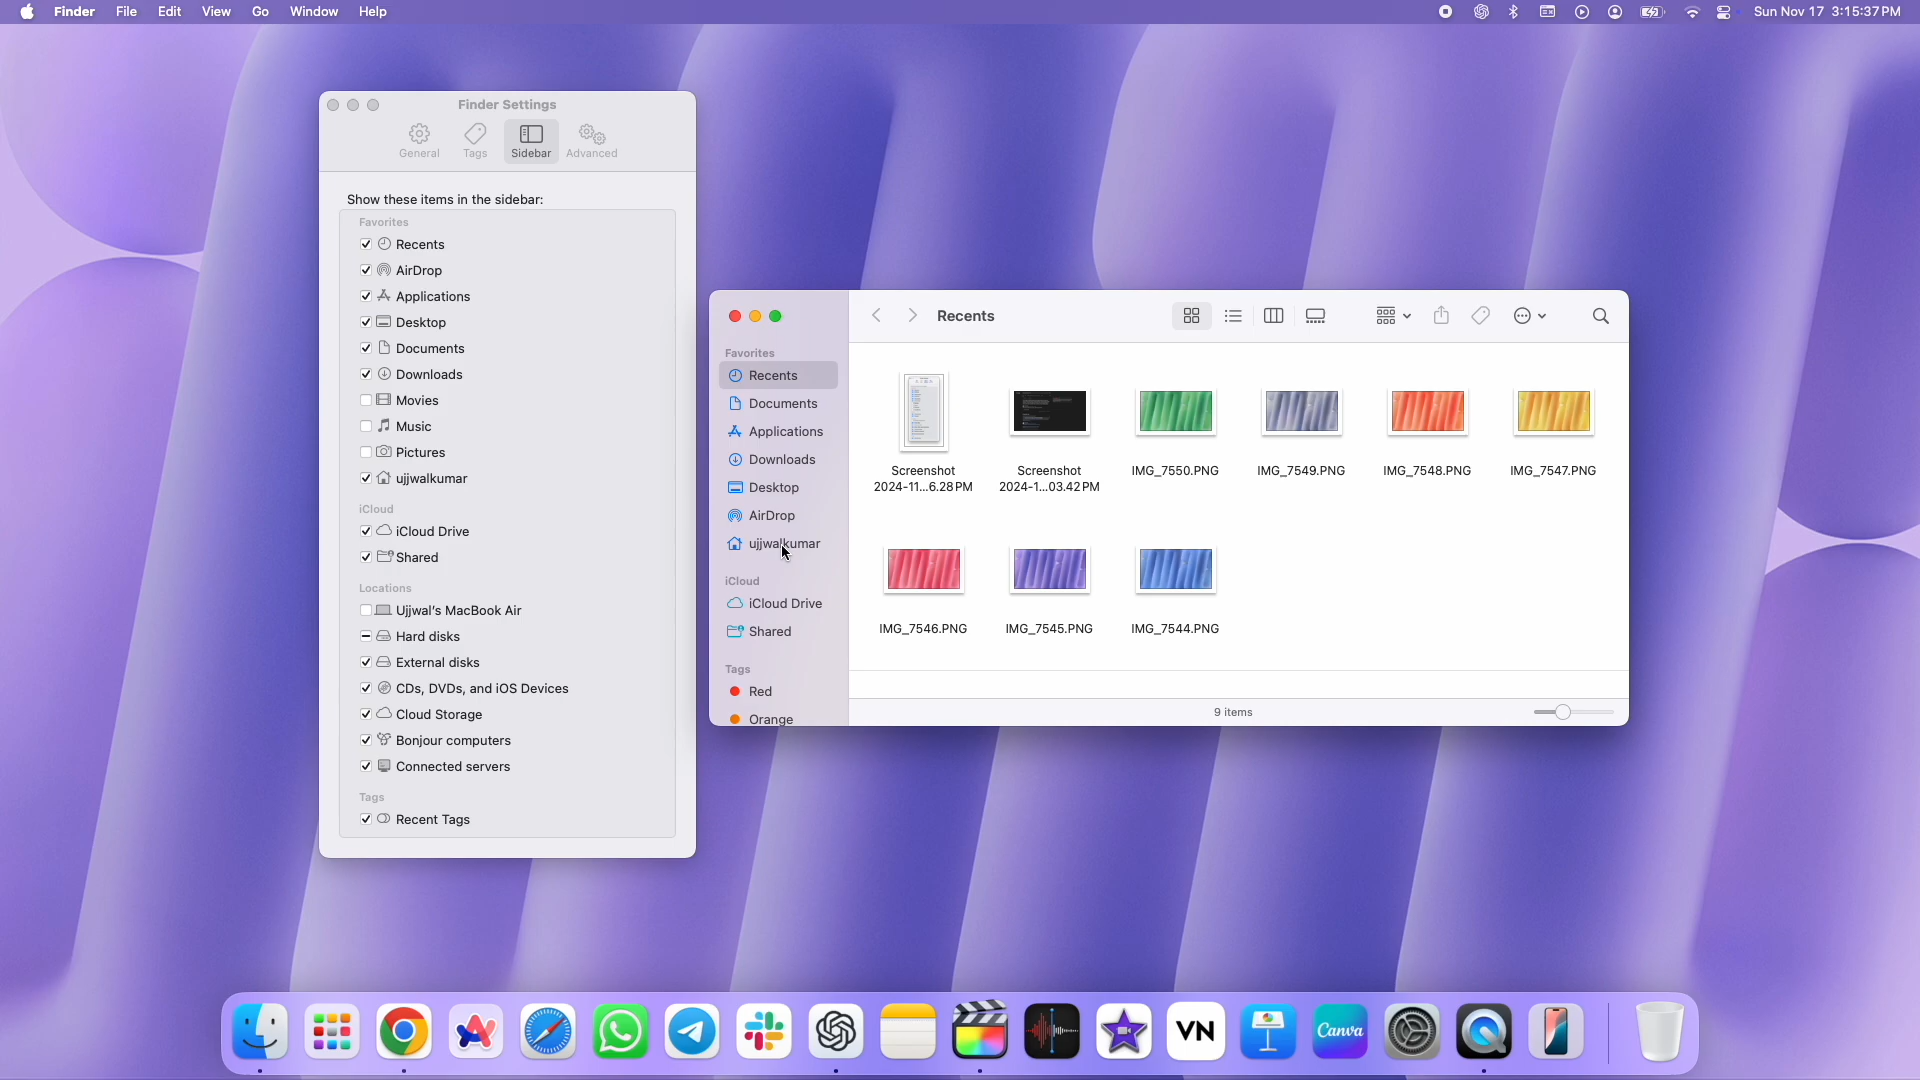 Finder File Edit View Go Window Help
Sun Nov 17 3:15:37 PM
Finder Settings
General Tags Sidebar Advanced
Show these items in the sidebar:
Favorites
Recents
AirDrop
Applications
Desktop
Documents
Downloads
Movies
Music
Pictures
ujjwalkumar
iCloud
iCloud Drive
Shared
Locations
Ujjwal's MacBook Air
Hard disks
External disks
CDs, DVDs, and iOS Devices
Cloud Storage
Bonjour computers
Connected servers
Tags
Recent Tags
Recents
Favorites
Recents
Documents
Applications
Downloads
Desktop
AirDrop
ujjwalkumar
iCloud
iCloud Drive
Shared
Tags
Red
Orange
Screenshot
2024-11...6.28 PM
Screenshot
2024-1...03.42 PM
IMG_7550.PNG
IMG_7549.PNG
IMG_7548.PNG
IMG_7547.PNG
IMG_7546.PNG
IMG_7545.PNG
IMG_7544.PNG
9 items
VN
Canva